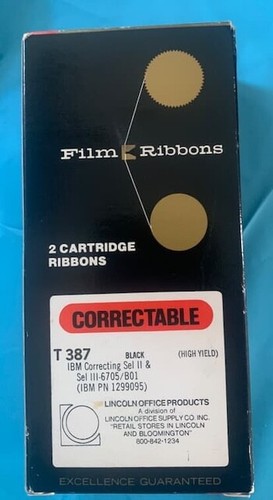 Film Ribbons
2 CARTRIDGE
RIBBONS
CORRECTABLE
T 387 BLACK (HIGH YIELD)
IBM Correcting Sel II &
Sel III-6705/801
(IBM PN 1299095)
LINCOLN OFFICE PRODUCTS
A division of
LINCOLN OFFICE SUPPLY CO. INC.
"RETAIL STORES IN LINCOLN
AND BLOOMINGTON"
800-842-1234
EXCELLENCE GUARANTEED